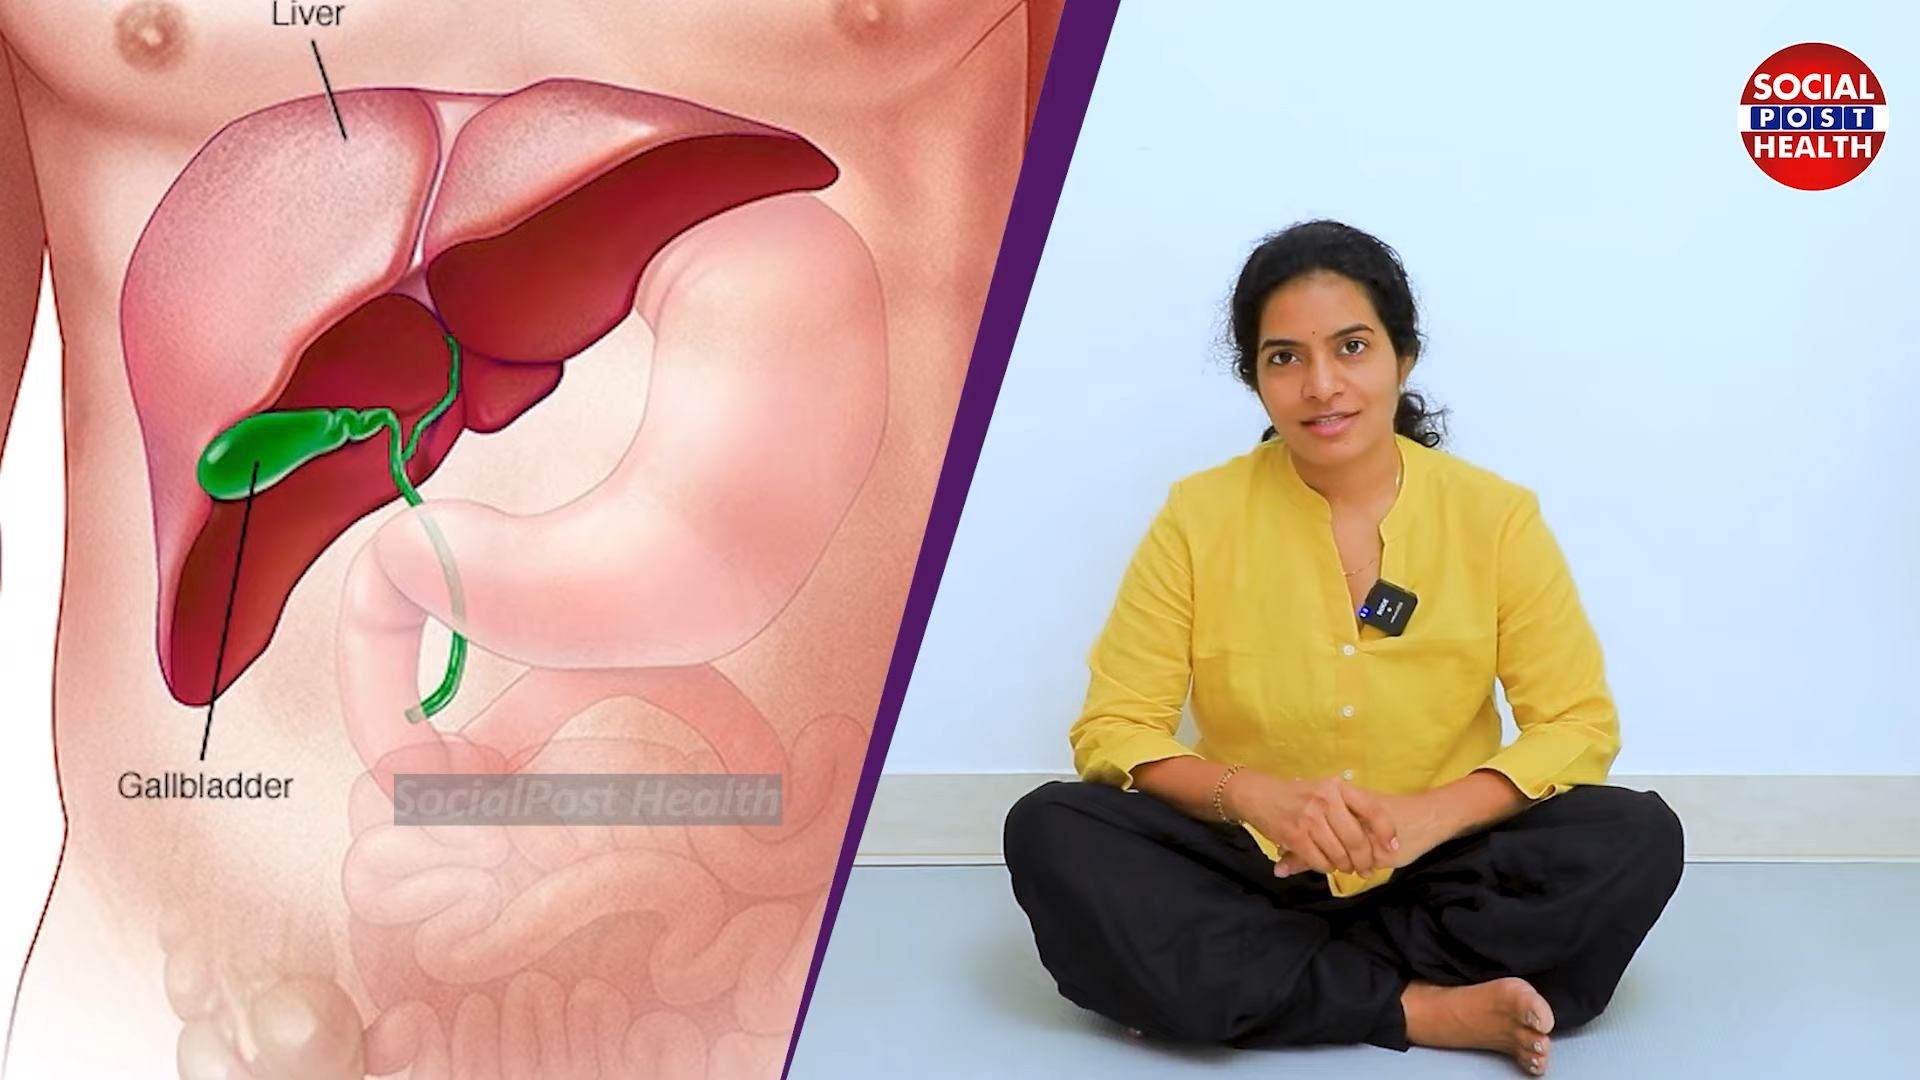 Liver
Gallbladder
SocialPost Health
SOCIAL
POST
HEALTH